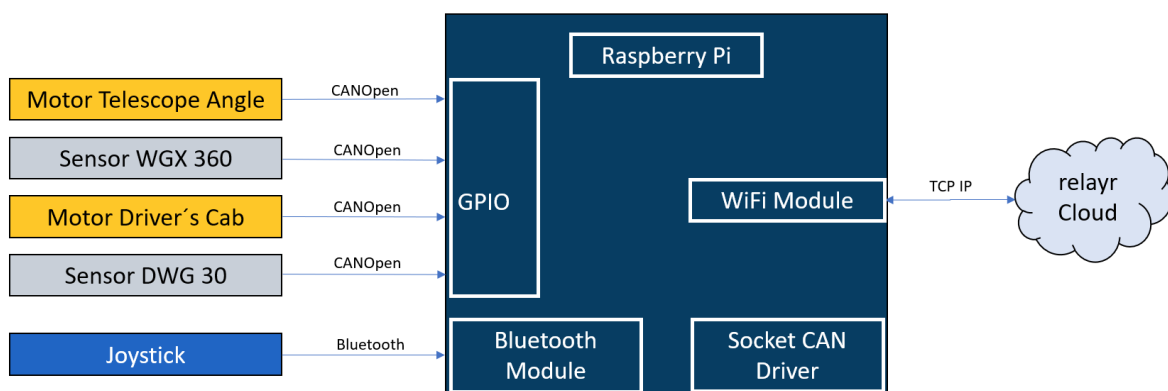 Raspberry Pi
Motor Telescope Angle
CANOpen
Sensor WGX 360
CANOpen
Motor Driver´s Cab
CANOpen
Sensor DWG 30
CANOpen
GPIO
WiFi Module
TCP IP
relayr
Cloud
Joystick
Bluetooth
Bluetooth
Module
Socket CAN
Driver